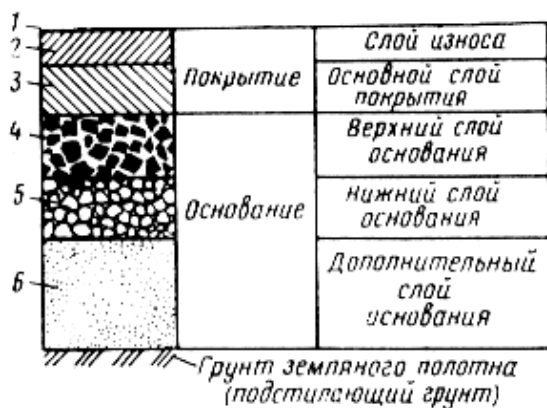 1
2
3
4
5
6
Покрытие
Основание
Слой износа
Основной слой
покрытия
Верхний слой
основания
Нижний слой
основания
Дополнительный
слой
основания
Грунт земляного полотна
(подстилающий грунт)